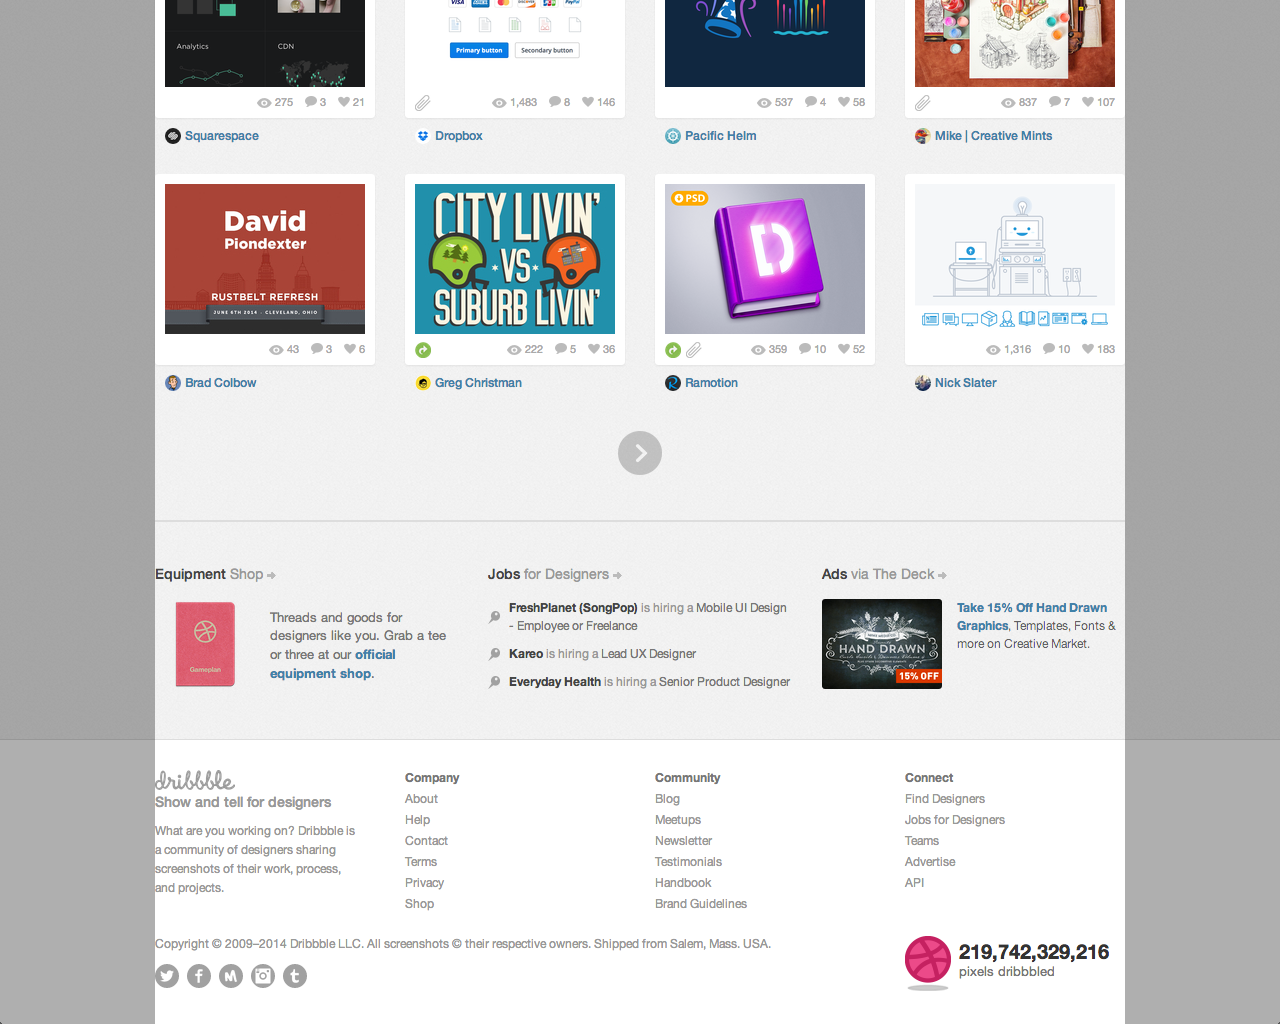 Analytics
CDN
VISA
DISCOVER
PayPal
Primary button
Secondary button
275 3 21
1,483 8 146
537 4 58
837 7 107
Squarespace
Dropbox
Pacific Helm
Mike | Creative Mints
David
Piondexter
RUSTBELT REFRESH
JUNE 6TH 2014 · CLEVELAND, OHIO
CITY LIVIN'
VS
SUBURB LIVIN'
PSD
D
43 3 6
222 5 36
359 10 52
1,316 10 183
Brad Colbow
Greg Christman
Ramotion
Nick Slater
Equipment Shop
Gameplan
Threads and goods for
designers like you. Grab a tee
or three at our official
equipment shop.
Jobs for Designers
FreshPlanet (SongPop) is hiring a Mobile UI Design
- Employee or Freelance
Kareo is hiring a Lead UX Designer
Everyday Health is hiring a Senior Product Designer
Ads via The Deck
HAND DRAWN
15% OFF
Take 15% Off Hand Drawn
Graphics, Templates, Fonts &
more on Creative Market.
dribbble
Show and tell for designers
What are you working on? Dribbble is
a community of designers sharing
screenshots of their work, process,
and projects.
Company
About
Help
Contact
Terms
Privacy
Shop
Community
Blog
Meetups
Newsletter
Testimonials
Handbook
Brand Guidelines
Connect
Find Designers
Jobs for Designers
Teams
Advertise
API
Copyright © 2009–2014 Dribbble LLC. All screenshots © their respective owners. Shipped from Salem, Mass. USA.
219,742,329,216
pixels dribbbled